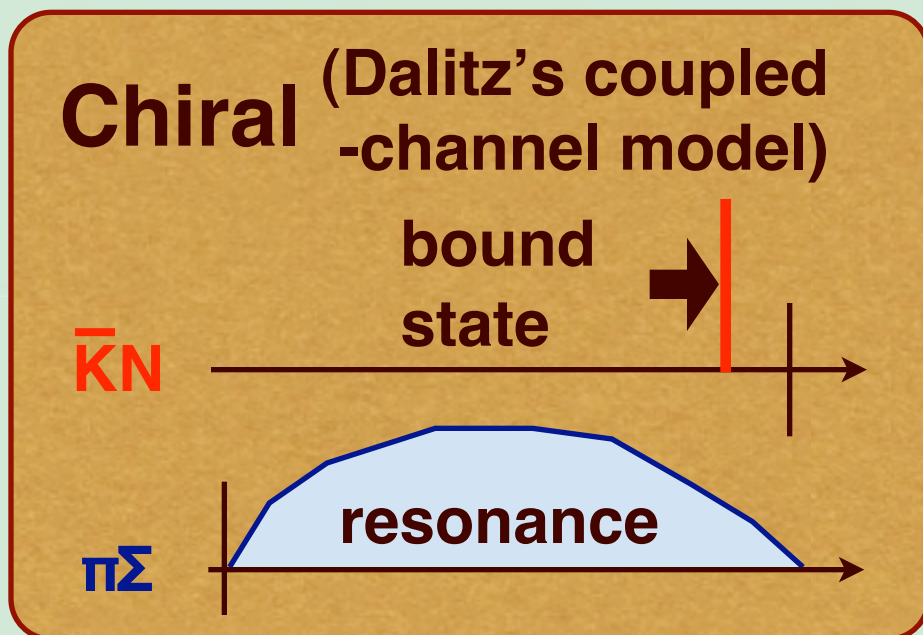 Chiral (Dalitz’s coupled
-channel model)
bound
state
K̅N
resonance
πΣ